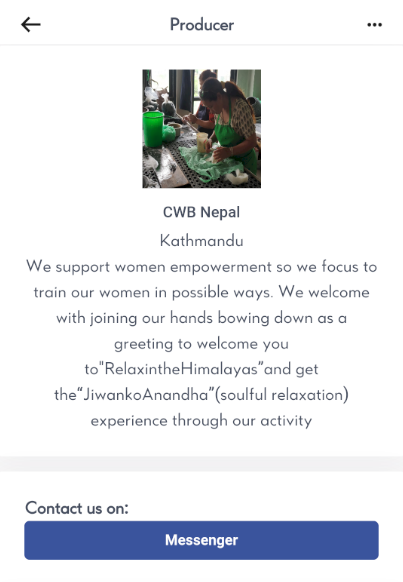 Producer
CWB Nepal
Kathmandu
We support women empowerment so we focus to
train our women in possible ways. We welcome
with joining our hands bowing down as a
greeting to welcome you
to"RelaxintheHimalayas"and get
the"JiwankoAnandha"(soulful relaxation)
experience through our activity
Contact us on:
Messenger